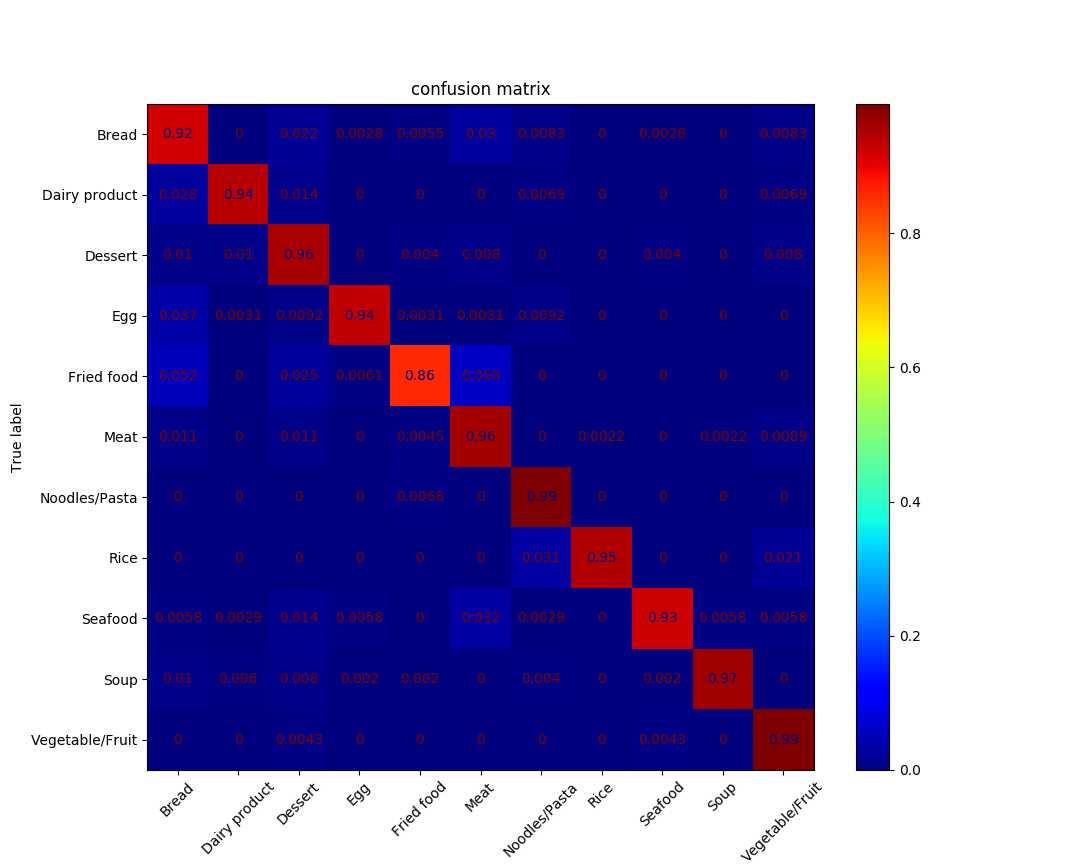 confusion matrix
Bread 0.92 0 0.022 0.0028 0.0055 0.03 0.0083 0 0.0028 0 0.0083
Dairy product 0.028 0.94 0.014 0 0 0 0.0069 0 0 0 0.0069
Dessert 0.01 0.01 0.96 0 0.004 0.008 0 0 0.004 0 0.008
Egg 0.037 0.0031 0.0092 0.94 0.0031 0.0031 0.0092 0 0 0 0
Fried food 0.052 0 0.025 0.0061 0.86 0 0 0 0 0
Meat 0.011 0 0.011 0 0.0045 0.96 0 0.0022 0 0.0022 0.0089
Noodles/Pasta 0 0 0 0 0.0068 0 0.99 0 0 0 0
Rice 0 0 0 0 0 0 0.031 0.95 0 0 0.021
Seafood 0.0058 0.0029 0.014 0.0058 0 0.032 0.0029 0 0.93 0.0058 0.0058
Soup 0.01 0.006 0.008 0.002 0.002 0 0.004 0 0.002 0.97 0
Vegetable/Fruit 0 0 0.0043 0 0 0 0 0 0.0043 0 0.99
True label
Bread Dairy product Dessert Egg Fried food Meat Noodles/Pasta Rice Seafood Soup Vegetable/Fruit
0.8
0.6
0.4
0.2
0.0